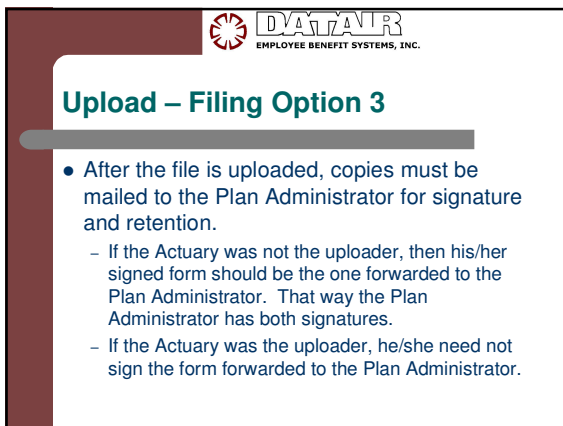 DATAIR
EMPLOYEE BENEFIT SYSTEMS, INC.
Upload – Filing Option 3
● After the file is uploaded, copies must be
mailed to the Plan Administrator for signature
and retention.
– If the Actuary was not the uploader, then his/her
signed form should be the one forwarded to the
Plan Administrator. That way the Plan
Administrator has both signatures.
– If the Actuary was the uploader, he/she need not
sign the form forwarded to the Plan Administrator.